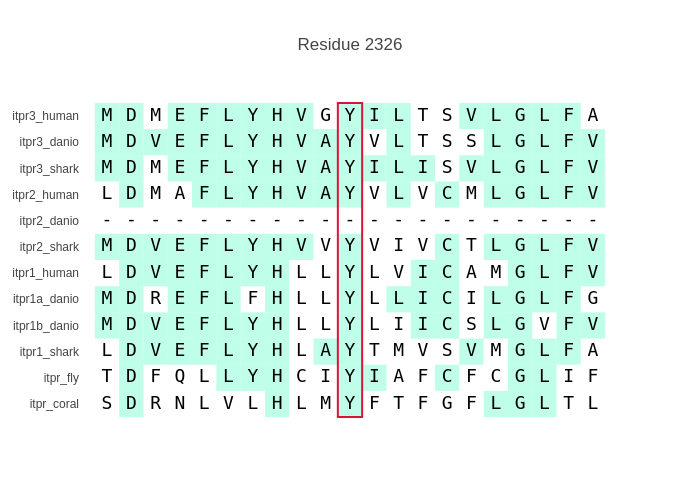 Residue 2326
itpr3_human M D M E F L Y H V G Y I L T S V L G L F A
itpr3_danio M D V E F L Y H V A Y V L T S S L G L F V
itpr3_shark M D M E F L Y H V A Y I L I S V L G L F V
itpr2_human L D M A F L Y H V A Y V L V C M L G L F V
itpr2_danio - - - - - - - - - - - - - - - - - - - - -
itpr2_shark M D V E F L Y H V V Y V I V C T L G L F V
itpr1_human L D V E F L Y H L L Y L V I C A M G L F V
itpr1a_danio M D R E F L F H L L Y L L I C I L G L F G
itpr1b_danio M D V E F L Y H L L Y L I I C S L G V F V
itpr1_shark L D V E F L Y H L A Y T M V S V M G L F A
itpr_fly T D F Q L L Y H C I Y I A F C F C G L I F
itpr_coral S D R N L V L H L M Y F T F G F L G L T L